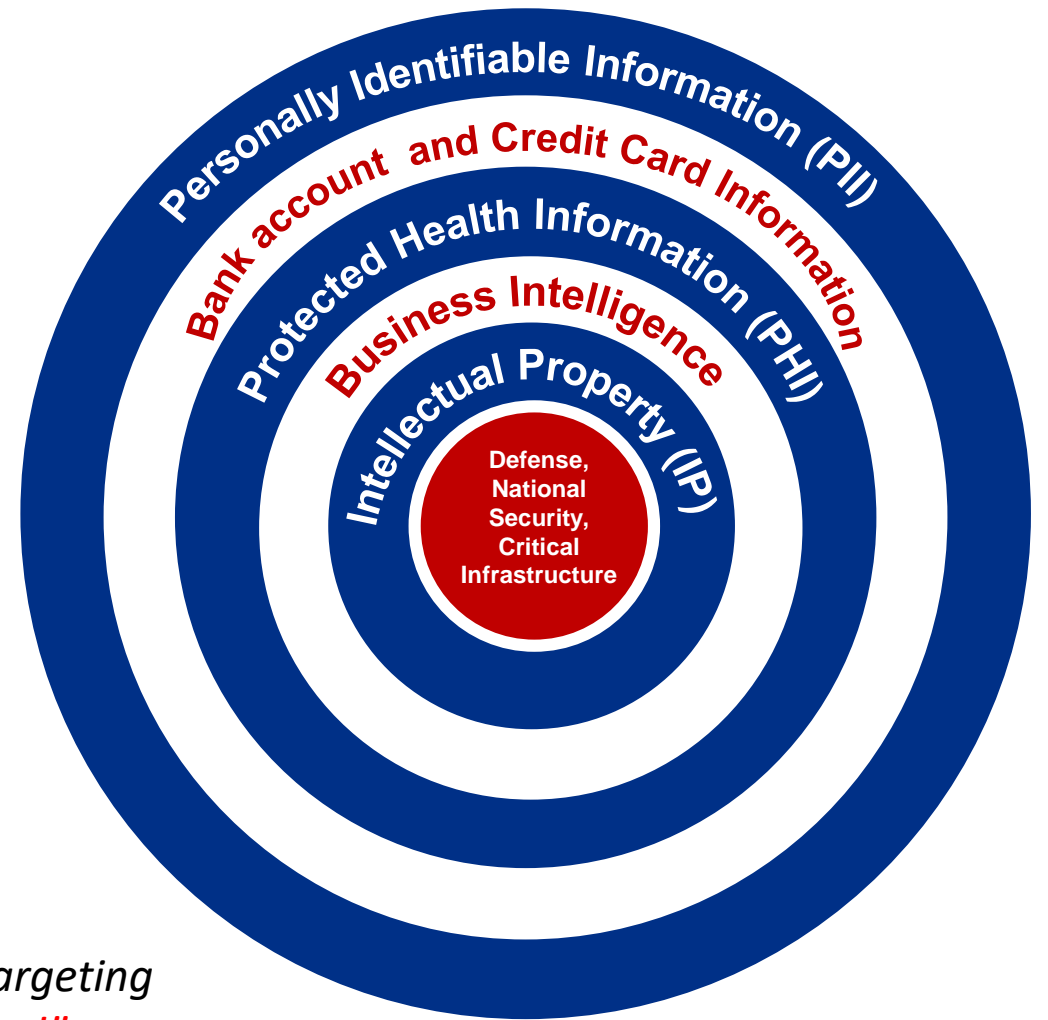 Personally Identifiable Information (PII)
Bank account and Credit Card Information
Protected Health Information (PHI)
Business Intelligence
Intellectual Property (IP)
Defense,
National
Security,
Critical
Infrastructure
argeting